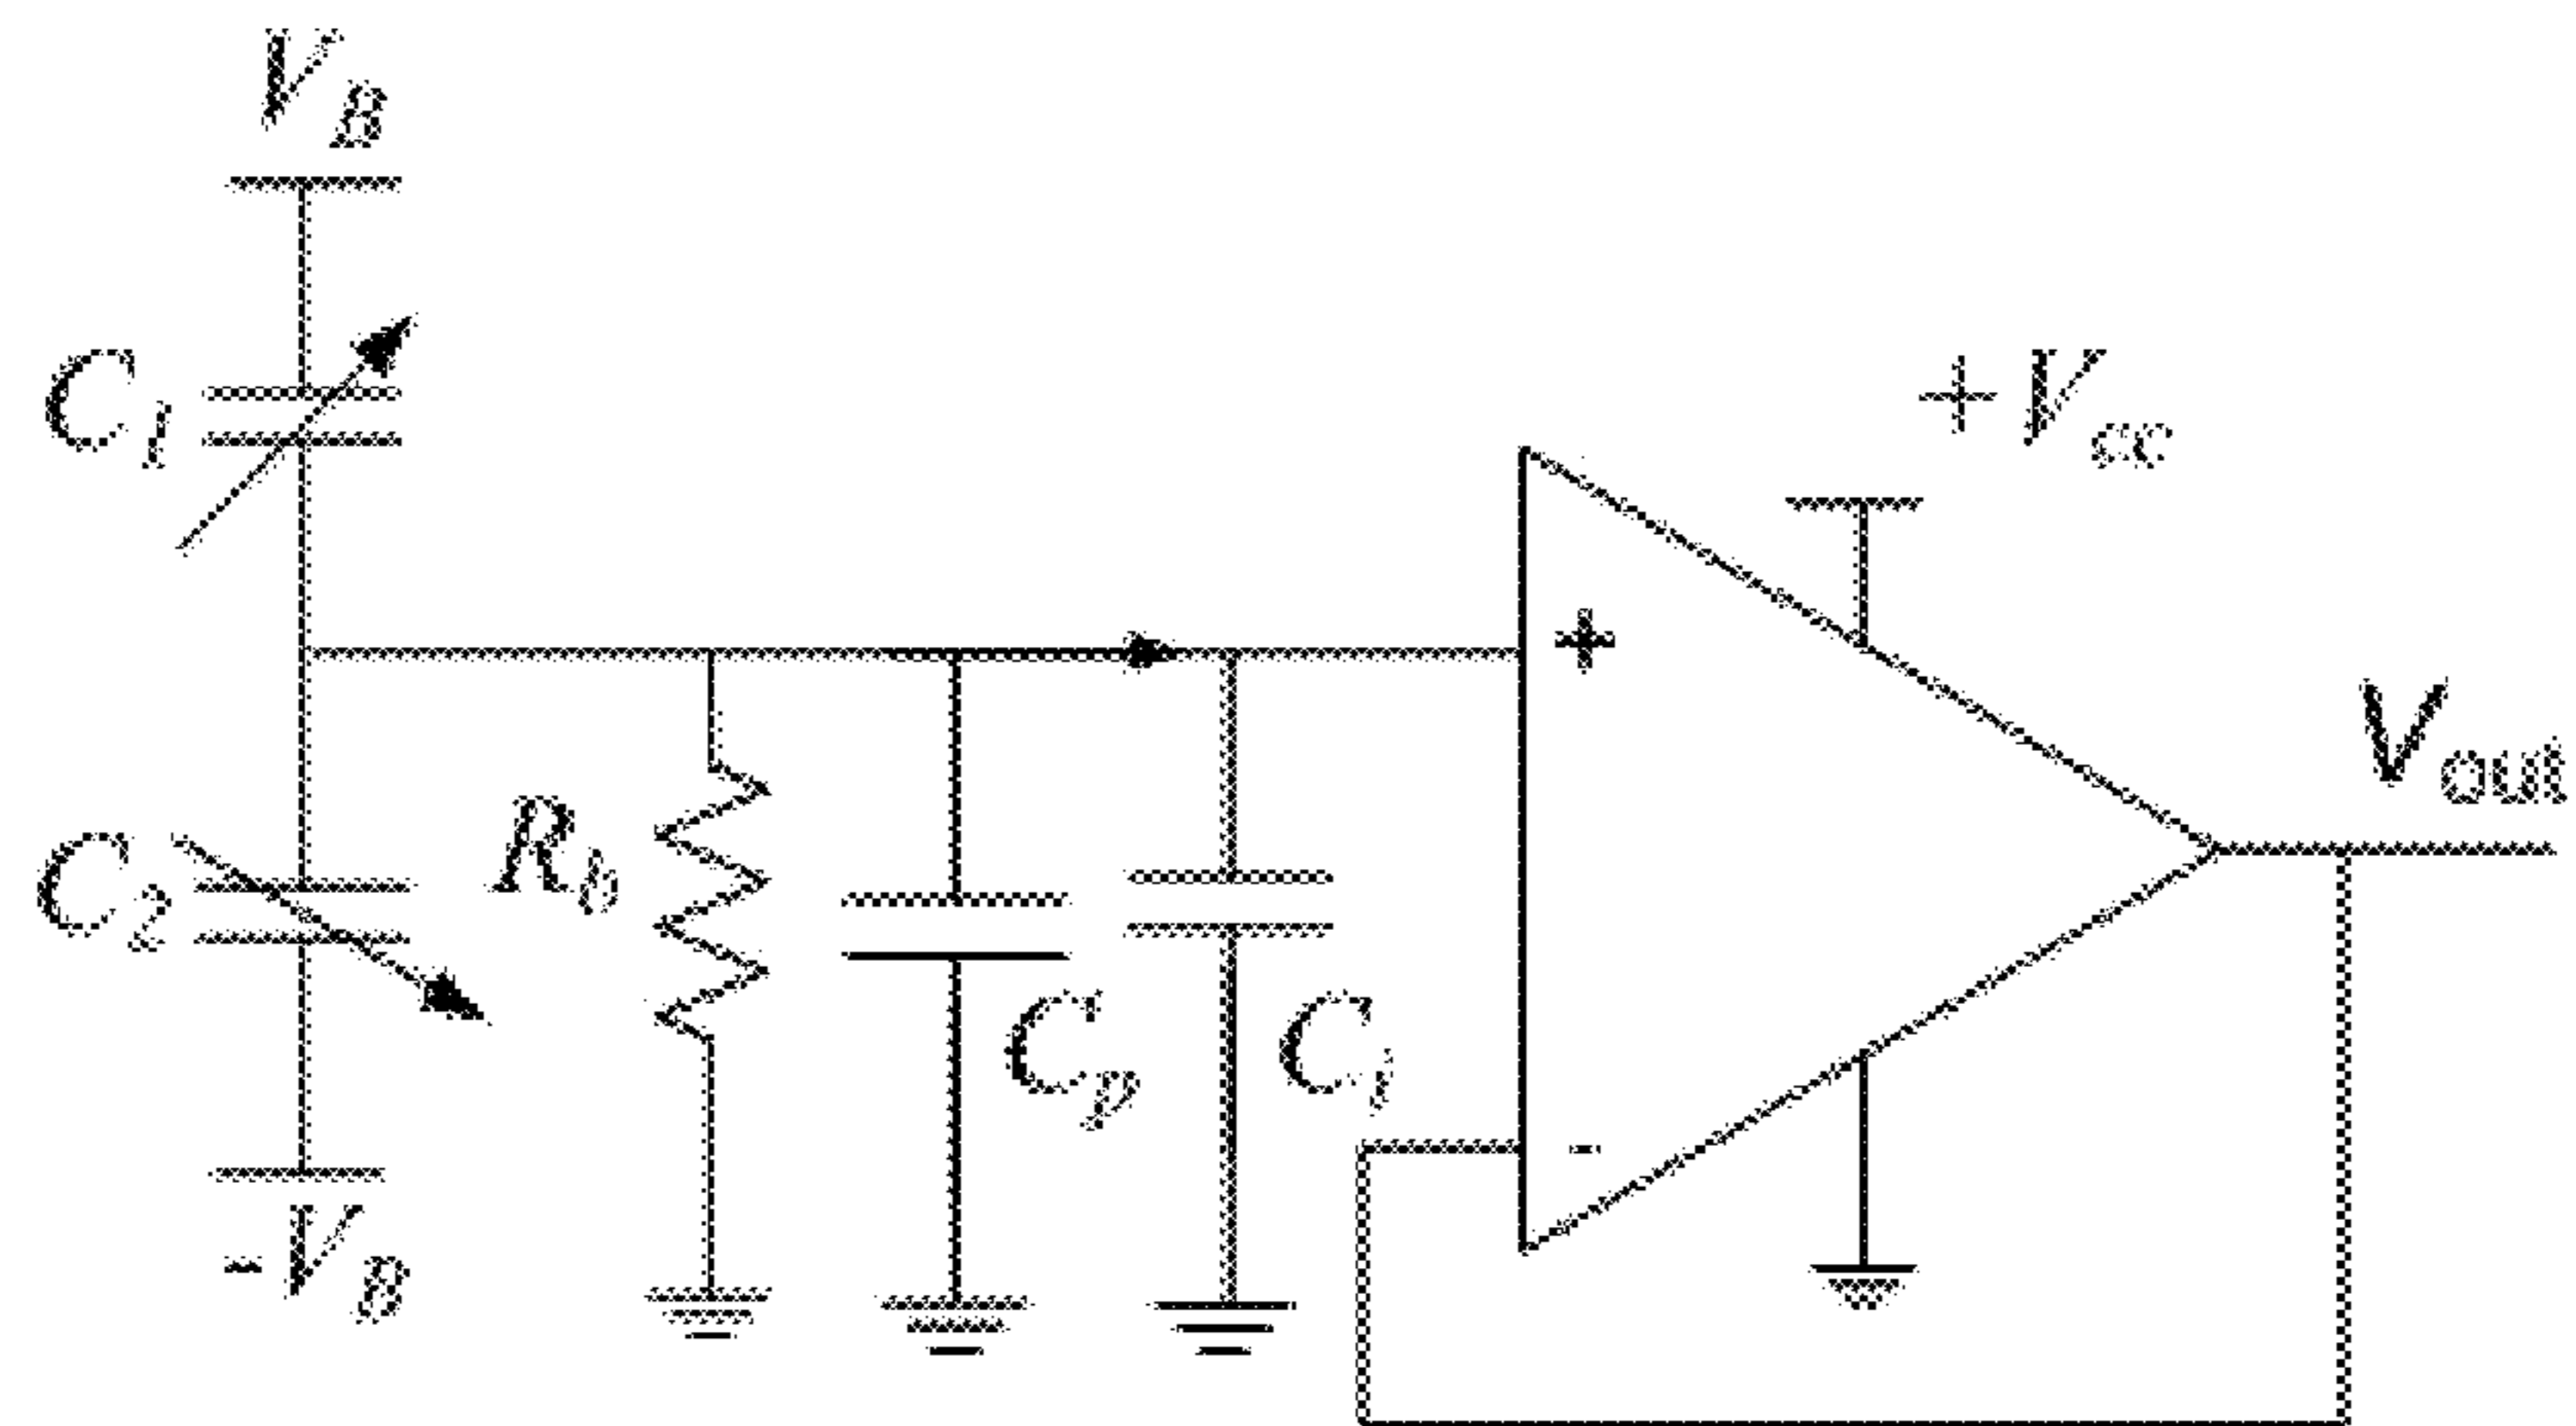 V_B
C_1
+V_cc
+
V_out
C_2
R_b
C_p
C_i
-
-V_B